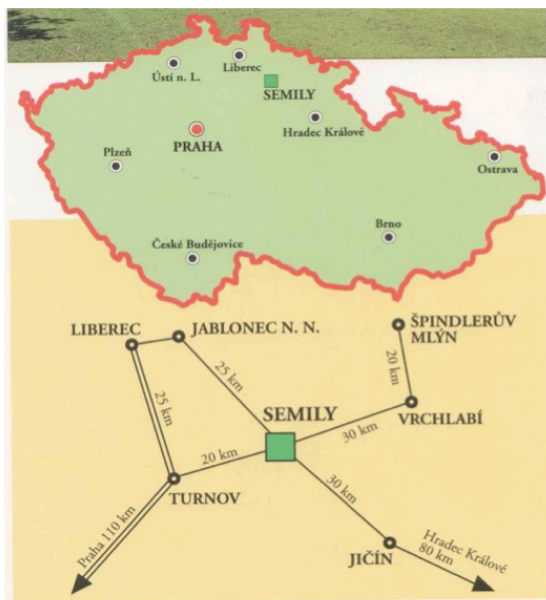 Ústí n. L.
Liberec
SEMILY
PRAHA
Hradec Králové
Plzeň
Ostrava
České Budějovice
Brno
LIBEREC
JABLONEC N. N.
ŠPINDLERŮV
MLÝN
25 km
20 km
25 km
SEMILY
VRCHLABÍ
30 km
20 km
TURNOV
30 km
Praha 110 km
JIČÍN
Hradec Králové
80 km